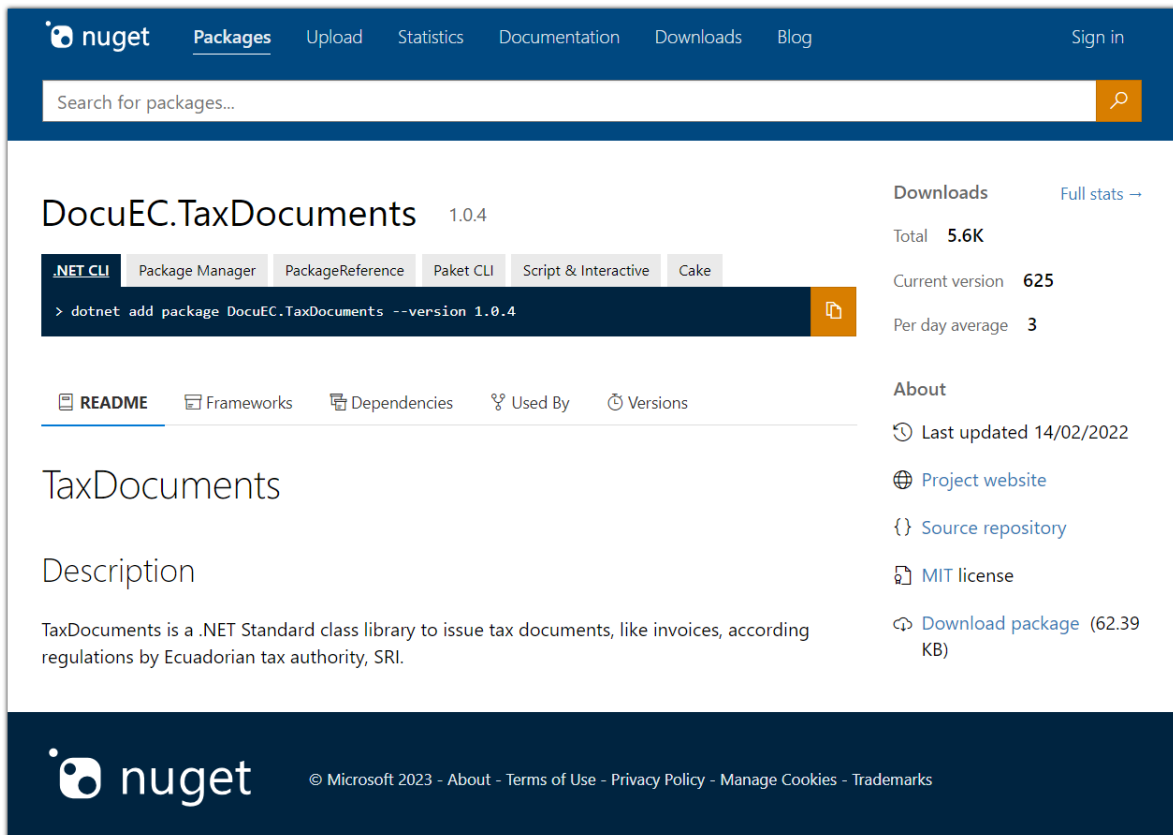 nuget Packages Upload Statistics Documentation Downloads Blog Sign in
Search for packages...
DocuEC.TaxDocuments 1.0.4
.NET CLI Package Manager PackageReference Paket CLI Script & Interactive Cake
> dotnet add package DocuEC.TaxDocuments --version 1.0.4
README Frameworks Dependencies Used By Versions
TaxDocuments
Description
TaxDocuments is a .NET Standard class library to issue tax documents, like invoices, according
regulations by Ecuadorian tax authority, SRI.
Downloads Full stats →
Total 5.6K
Current version 625
Per day average 3
About
Last updated 14/02/2022
Project website
Source repository
MIT license
Download package (62.39
KB)
nuget © Microsoft 2023 - About - Terms of Use - Privacy Policy - Manage Cookies - Trademarks